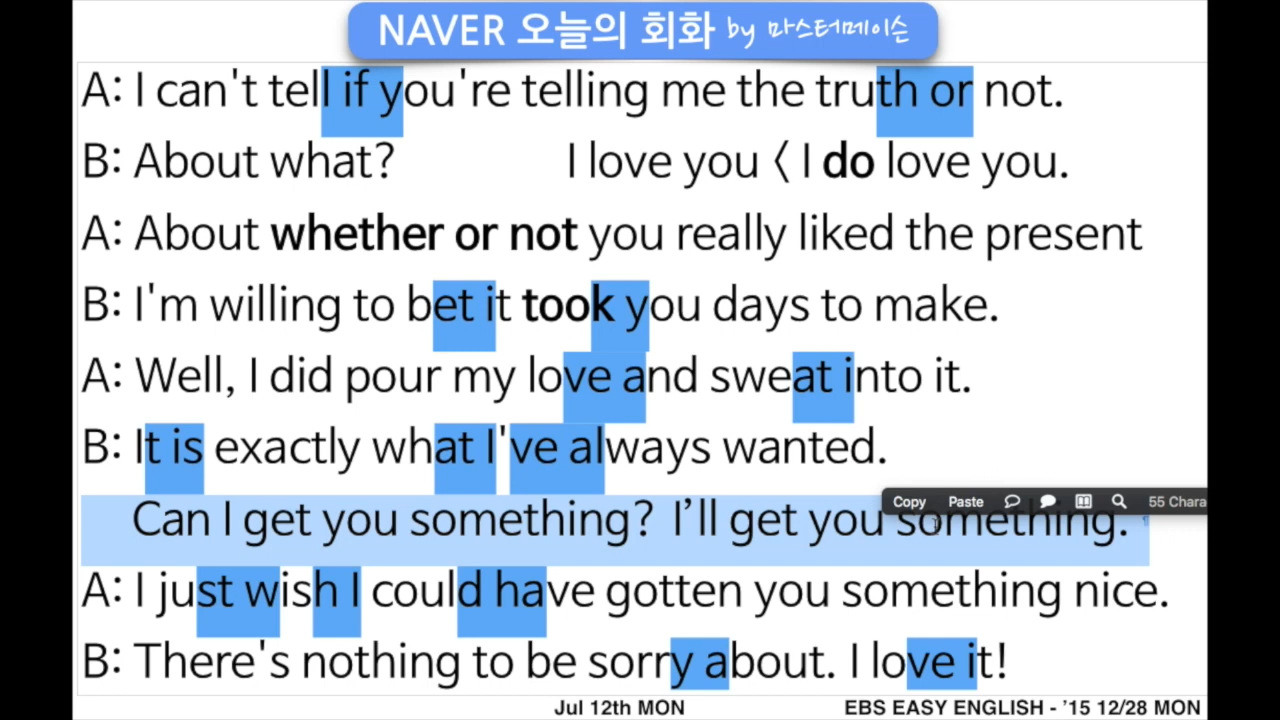 NAVER 오늘의 회화 by 마스터메이슨
A: I can't tell if you're telling me the truth or not.
B: About what? I love you < I do love you.
A: About whether or not you really liked the present
B: I'm willing to bet it took you days to make.
A: Well, I did pour my love and sweat into it.
B: It is exactly what I've always wanted.
Copy Paste 55 Chara
Can I get you something? I’ll get you something.
A: I just wish I could have gotten you something nice.
B: There's nothing to be sorry about. I love it!
Jul 12th MON EBS EASY ENGLISH - ’15 12/28 MON